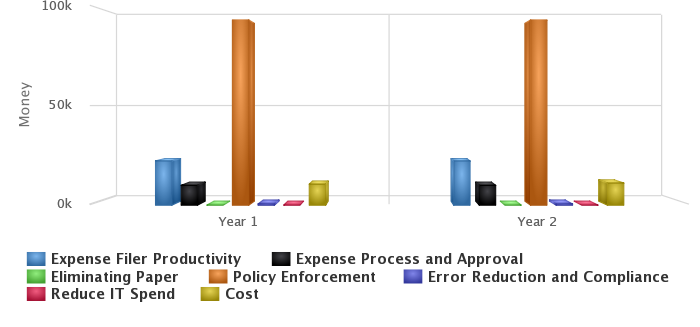 100k
50k
0k
Money
Year 1
Year 2
Expense Filer Productivity
Expense Process and Approval
Eliminating Paper
Policy Enforcement
Error Reduction and Compliance
Reduce IT Spend
Cost